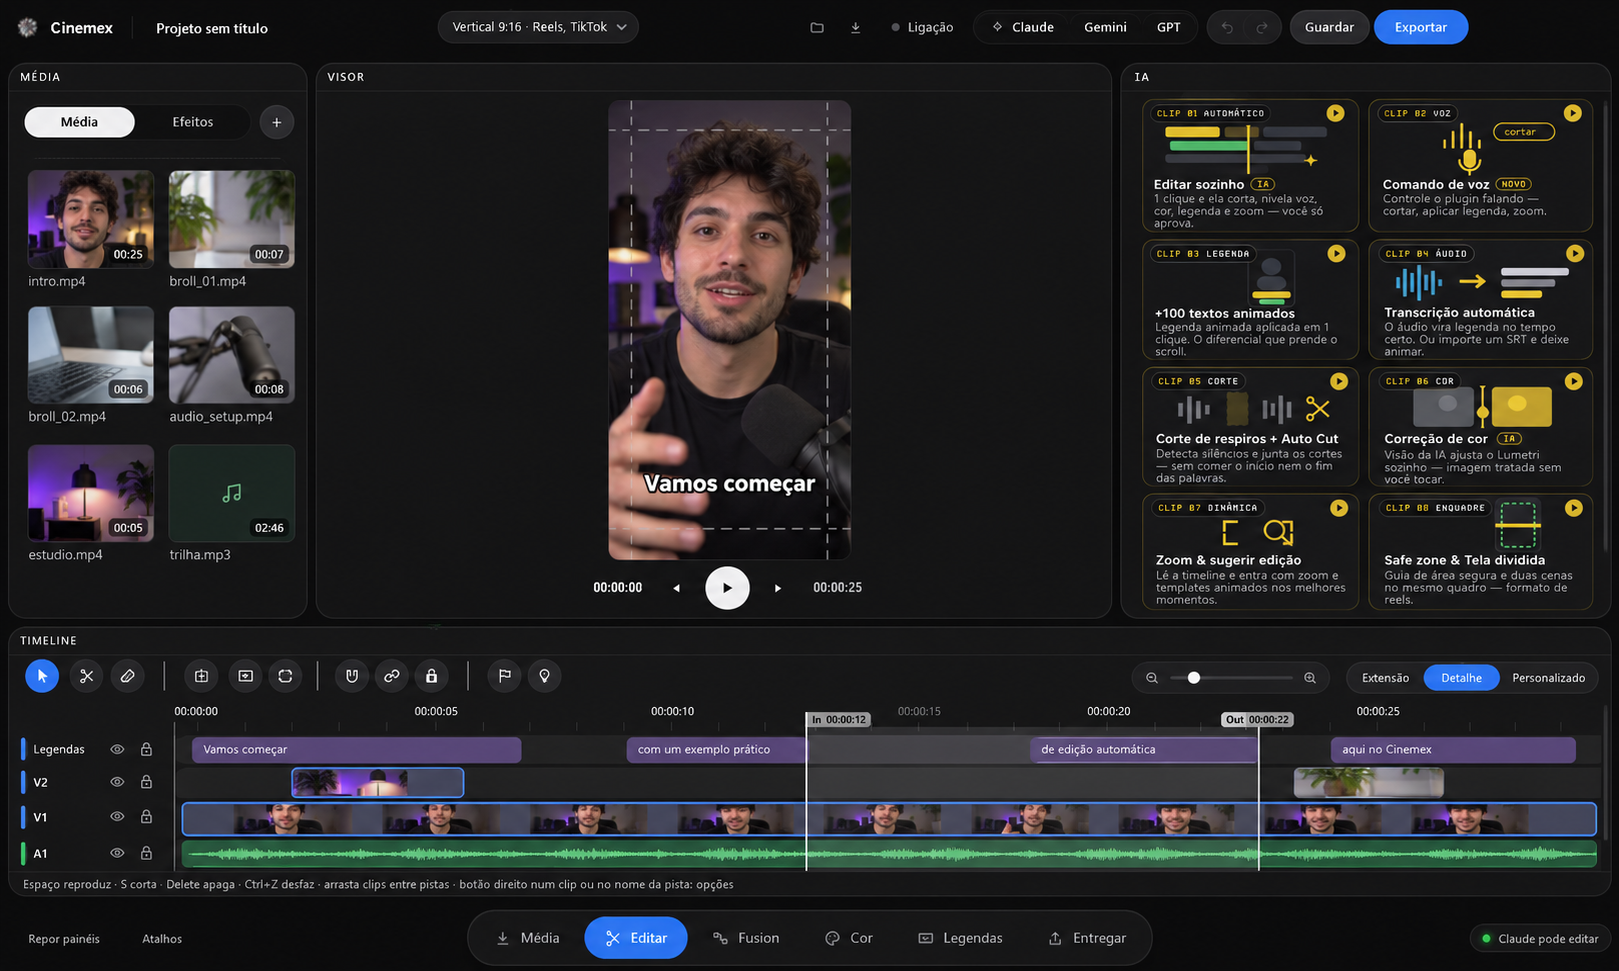 Cinemex
Projeto sem título
Vertical 9:16 · Reels, TikTok
Ligação
Claude
Gemini
GPT
Guardar
Exportar
MÉDIA
Média
Efeitos
+
00:25
intro.mp4
00:07
broll_01.mp4
00:06
broll_02.mp4
00:08
audio_setup.mp4
00:05
estudio.mp4
02:46
trilha.mp3
VISOR
Vamos começar
00:00:00
00:00:25
IA
CLIP 01 AUTOMÁTICO
Editar sozinho IA
1 clique e ela corta, nivela voz,
cor, legenda e zoom — você só
aprova.
CLIP 02 VOZ
cortar
Comando de voz NOVO
Controle o plugin falando —
cortar, aplicar legenda, zoom.
CLIP 03 LEGENDA
+100 textos animados
Legenda animada aplicada em 1
clique. O diferencial que prende o
scroll.
CLIP 04 ÁUDIO
Transcrição automática
O áudio vira legenda no tempo
certo. Ou importe um SRT e deixe
animar.
CLIP 05 CORTE
Corte de respiros + Auto Cut
Detecta silêncios e junta os cortes
— sem comer o início nem o fim
das palavras.
CLIP 06 COR
Correção de cor IA
Visão da IA ajusta o Lumetri
sozinho — imagem tratada sem
você tocar.
CLIP 07 DINÂMICA
Zoom & sugerir edição
Lê a timeline e entra com zoom e
templates animados nos melhores
momentos.
CLIP 08 ENQUADRE
Safe zone & Tela dividida
Guia de área segura e duas cenas
no mesmo quadro — formato de
reels.
TIMELINE
Extensão
Detalhe
Personalizado
00:00:00
00:00:05
00:00:10
In 00:00:12
00:00:15
00:00:20
Out 00:00:22
00:00:25
Legendas
Vamos começar
com um exemplo prático
de edição automática
aqui no Cinemex
V2
V1
A1
Espaço reproduz · S corta · Delete apaga · Ctrl+Z desfaz · arrasta clips entre pistas · botão direito num clip ou no nome da pista: opções
Repor painéis
Atalhos
Média
Editar
Fusion
Cor
Legendas
Entregar
Claude pode editar